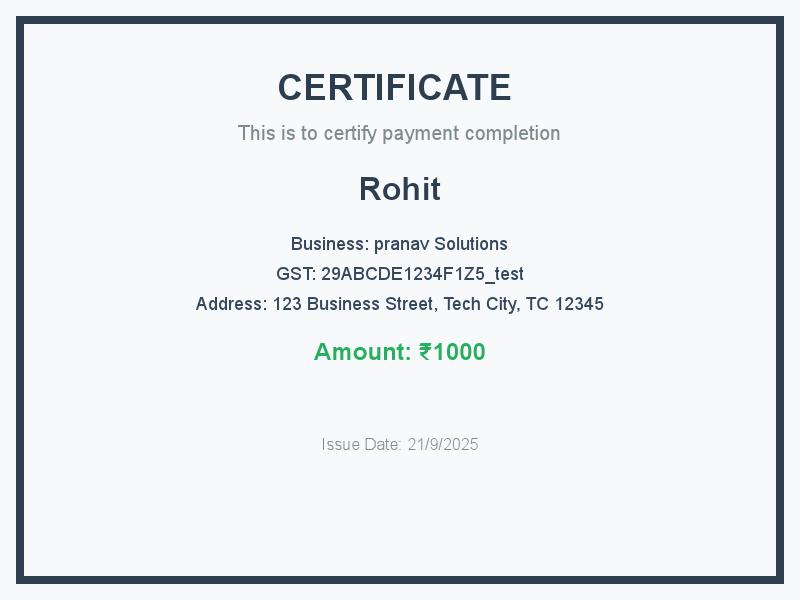 CERTIFICATE
This is to certify payment completion
Rohit
Business: pranav Solutions
GST: 29ABCDE1234F1Z5_test
Address: 123 Business Street, Tech City, TC 12345
Amount: ₹1000
Issue Date: 21/9/2025